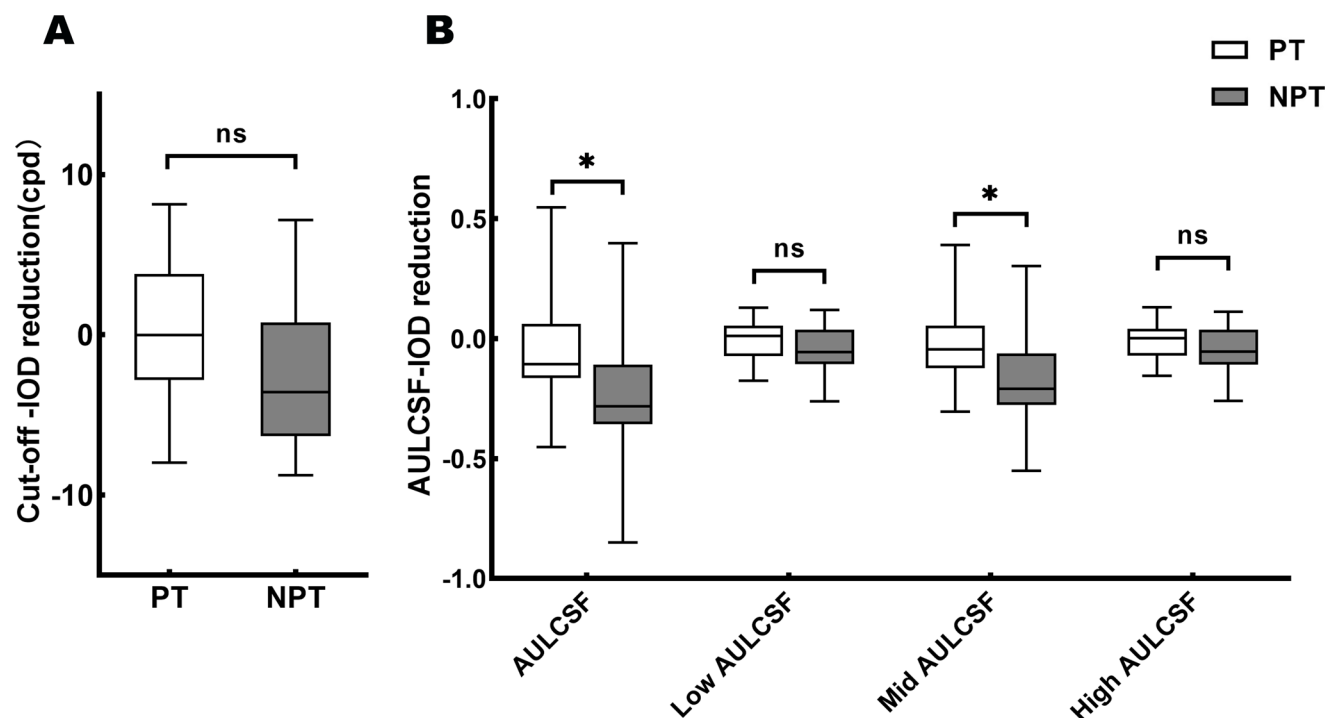 A
B
PT
NPT
Cut-off -IOD reduction(cpd)
10
0
-10
ns
PT
NPT
AULCSF-IOD reduction
1.0
0.5
0.0
-0.5
-1.0
*
ns
*
ns
AULCSF
Low AULCSF
Mid AULCSF
High AULCSF